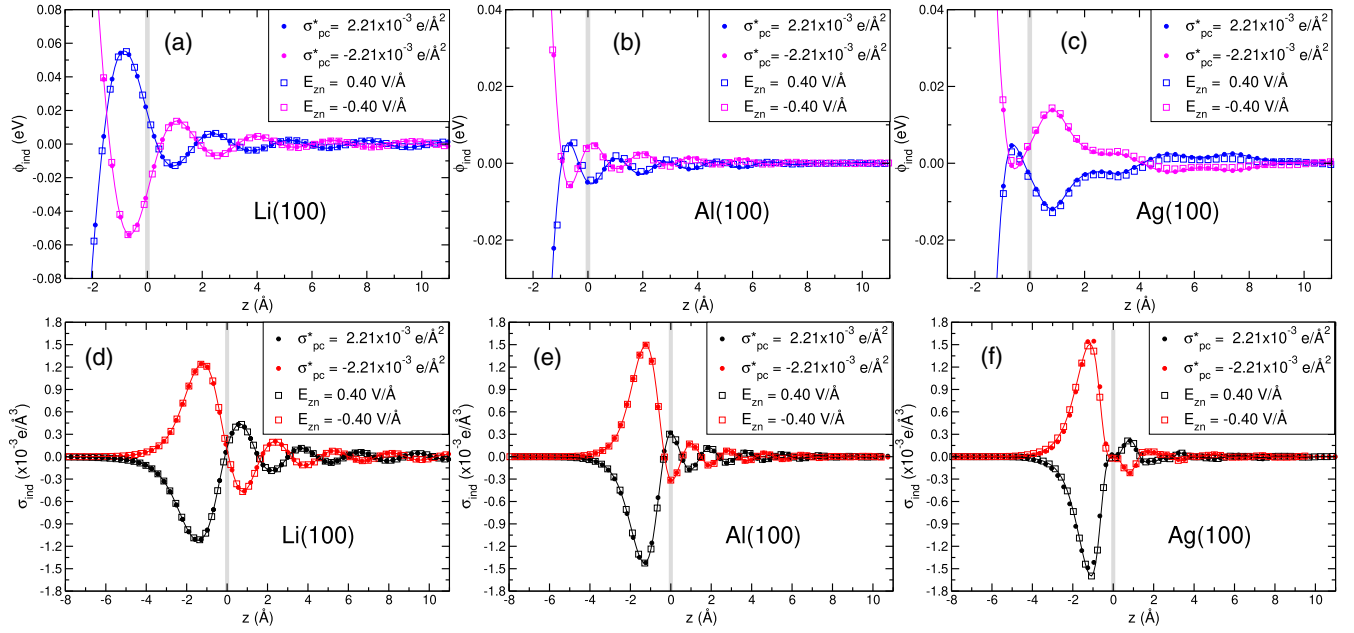 (a)
σ*pc = 2.21x10-3 e/Å2
σ*pc = -2.21x10-3 e/Å2
Ezn = 0.40 V/Å
Ezn = -0.40 V/Å
0.08
0.06
0.04
0.02
0.00
-0.02
-0.04
-0.06
-0.08
ϕind (eV)
Li(100)
-2 0 2 4 6 8 10
z (Å)
(b)
σ*pc = 2.21x10-3 e/Å2
σ*pc = -2.21x10-3 e/Å2
Ezn = 0.40 V/Å
Ezn = -0.40 V/Å
0.04
0.02
0.00
-0.02
ϕind (eV)
Al(100)
-2 0 2 4 6 8 10
z (Å)
(c)
σ*pc = 2.21x10-3 e/Å2
σ*pc = -2.21x10-3 e/Å2
Ezn = 0.40 V/Å
Ezn = -0.40 V/Å
0.04
0.02
0.00
-0.02
ϕind (eV)
Ag(100)
-2 0 2 4 6 8 10
z (Å)
(d)
σ*pc = 2.21x10-3 e/Å2
σ*pc = -2.21x10-3 e/Å2
Ezn = 0.40 V/Å
Ezn = -0.40 V/Å
1.8
1.5
1.2
0.9
0.6
0.3
0.0
-0.3
-0.6
-0.9
-1.2
-1.5
-1.8
σind (x10-3 e/Å3)
Li(100)
-8 -6 -4 -2 0 2 4 6 8 10
z (Å)
(e)
σ*pc = 2.21x10-3 e/Å2
σ*pc = -2.21x10-3 e/Å2
Ezn = 0.40 V/Å
Ezn = -0.40 V/Å
1.8
1.5
1.2
0.9
0.6
0.3
0.0
-0.3
-0.6
-0.9
-1.2
-1.5
-1.8
σind (x10-3 e/Å3)
Al(100)
-8 -6 -4 -2 0 2 4 6 8 10
z (Å)
(f)
σ*pc = 2.21x10-3 e/Å2
σ*pc = -2.21x10-3 e/Å2
Ezn = 0.40 V/Å
Ezn = -0.40 V/Å
1.8
1.5
1.2
0.9
0.6
0.3
0.0
-0.3
-0.6
-0.9
-1.2
-1.5
-1.8
σind (x10-3 e/Å3)
Ag(100)
-8 -6 -4 -2 0 2 4 6 8 10
z (Å)